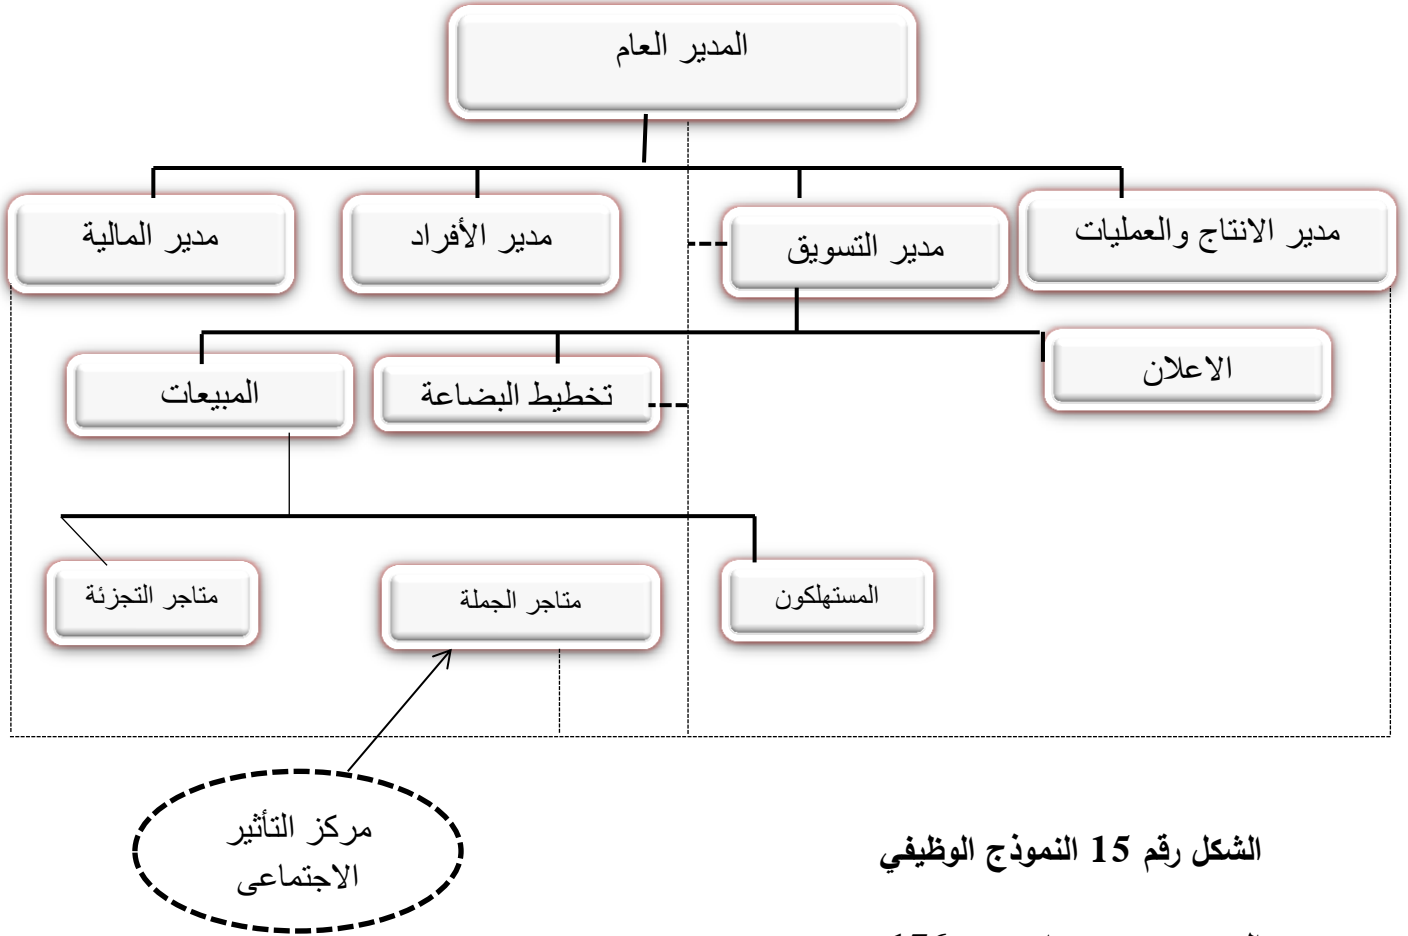 المدير العام
مدير الانتاج والعمليات
مدير التسويق
مدير الأفراد
مدير المالية
الاعلان
تخطيط البضاعة
المبيعات
المستهلكون
متاجر الجملة
متاجر التجزئة
مركز التأثير
الاجتماعى
الشكل رقم 15 النموذج الوظيفي